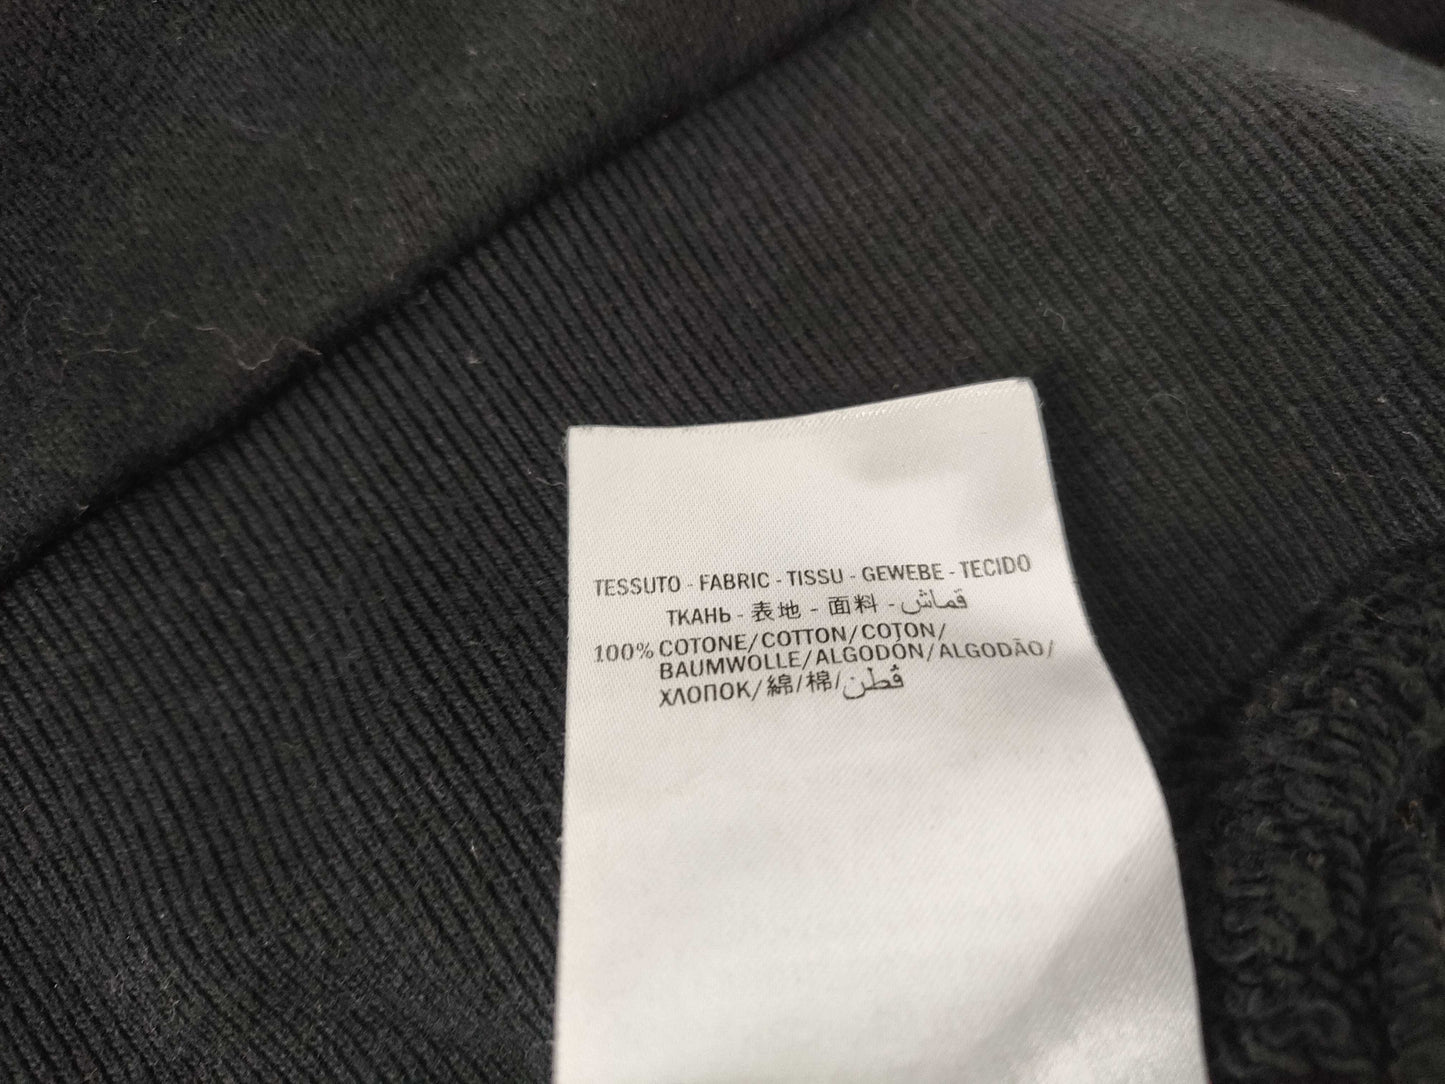 TESSUTO - FABRIC - TISSU - GEWEBE - TECIDO
ТКАНЬ - 表地 - 面料 - قماش
100% COTONE/COTTON/COTON/
BAUMWOLLE/ALGODÓN/ALGODÃO/
ХЛОПОК/綿/棉/قطن